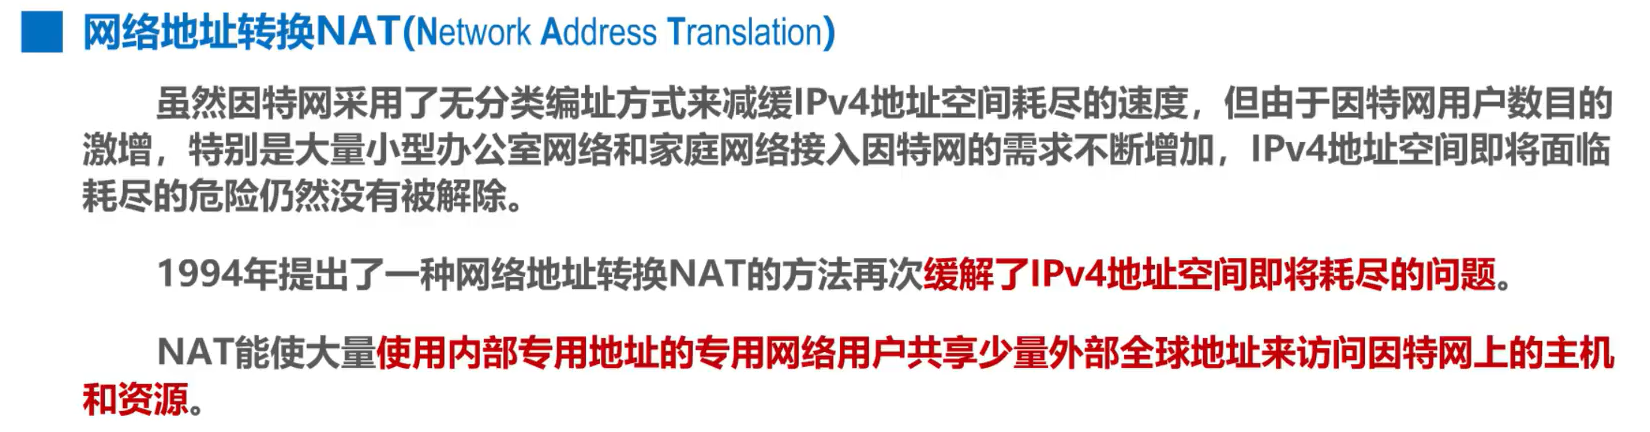 网络地址转换NAT(Network Address Translation)
虽然因特网采用了无分类编址方式来减缓IPv4地址空间耗尽的速度，但由于因特网用户数目的
激增，特别是大量小型办公室网络和家庭网络接入因特网的需求不断增加，IPv4地址空间即将面临
耗尽的危险仍然没有被解除。
1994年提出了一种网络地址转换NAT的方法再次缓解了IPv4地址空间即将耗尽的问题。
NAT能使大量使用内部专用地址的专用网络用户共享少量外部全球地址来访问因特网上的主机
和资源。